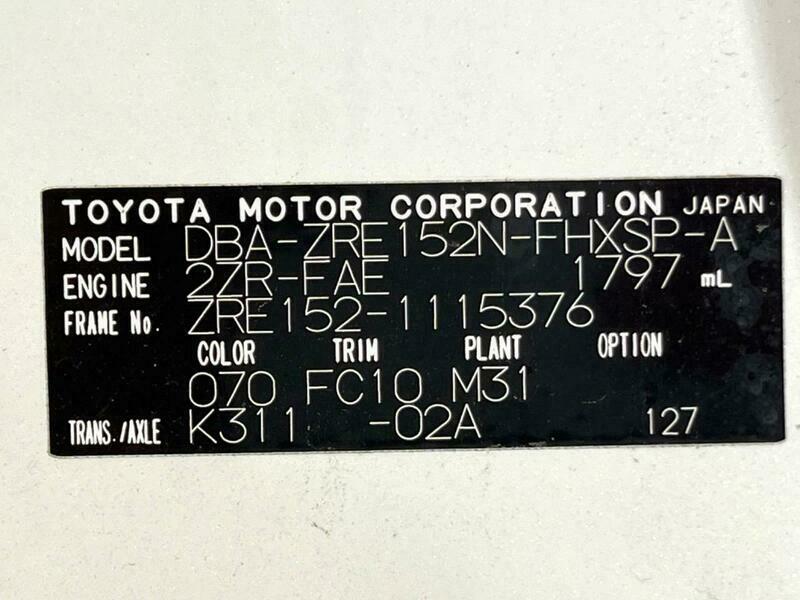 TOYOTA MOTOR CORPORATION JAPAN
MODEL DBA-ZRE152N-FHXSP-A
ENGINE 2ZR-FAE 1797 mL
FRAME No. ZRE152-1115376
COLOR TRIM PLANT OPTION
070 FC10 M31
TRANS./AXLE K311 -02A 127